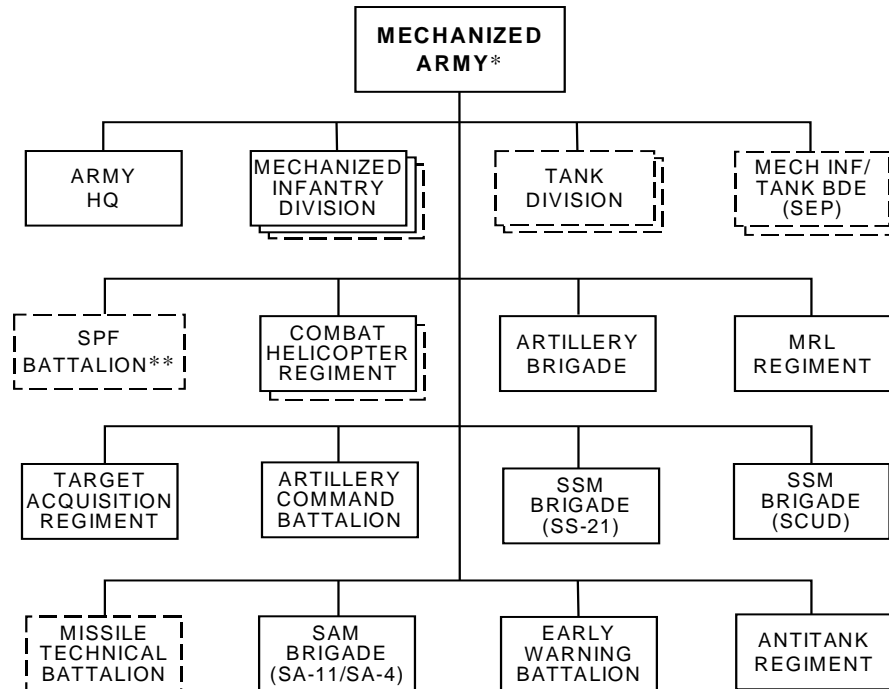 MECHANIZED
ARMY*
ARMY
HQ
MECHANIZED
INFANTRY
DIVISION
TANK
DIVISION
MECH INF/
TANK BDE
(SEP)
SPF
BATTALION**
COMBAT
HELICOPTER
REGIMENT
ARTILLERY
BRIGADE
MRL
REGIMENT
TARGET
ACQUISITION
REGIMENT
ARTILLERY
COMMAND
BATTALION
SSM
BRIGADE
(SS-21)
SSM
BRIGADE
(SCUD)
MISSILE
TECHNICAL
BATTALION
SAM
BRIGADE
(SA-11/SA-4)
EARLY
WARNING
BATTALION
ANTITANK
REGIMENT